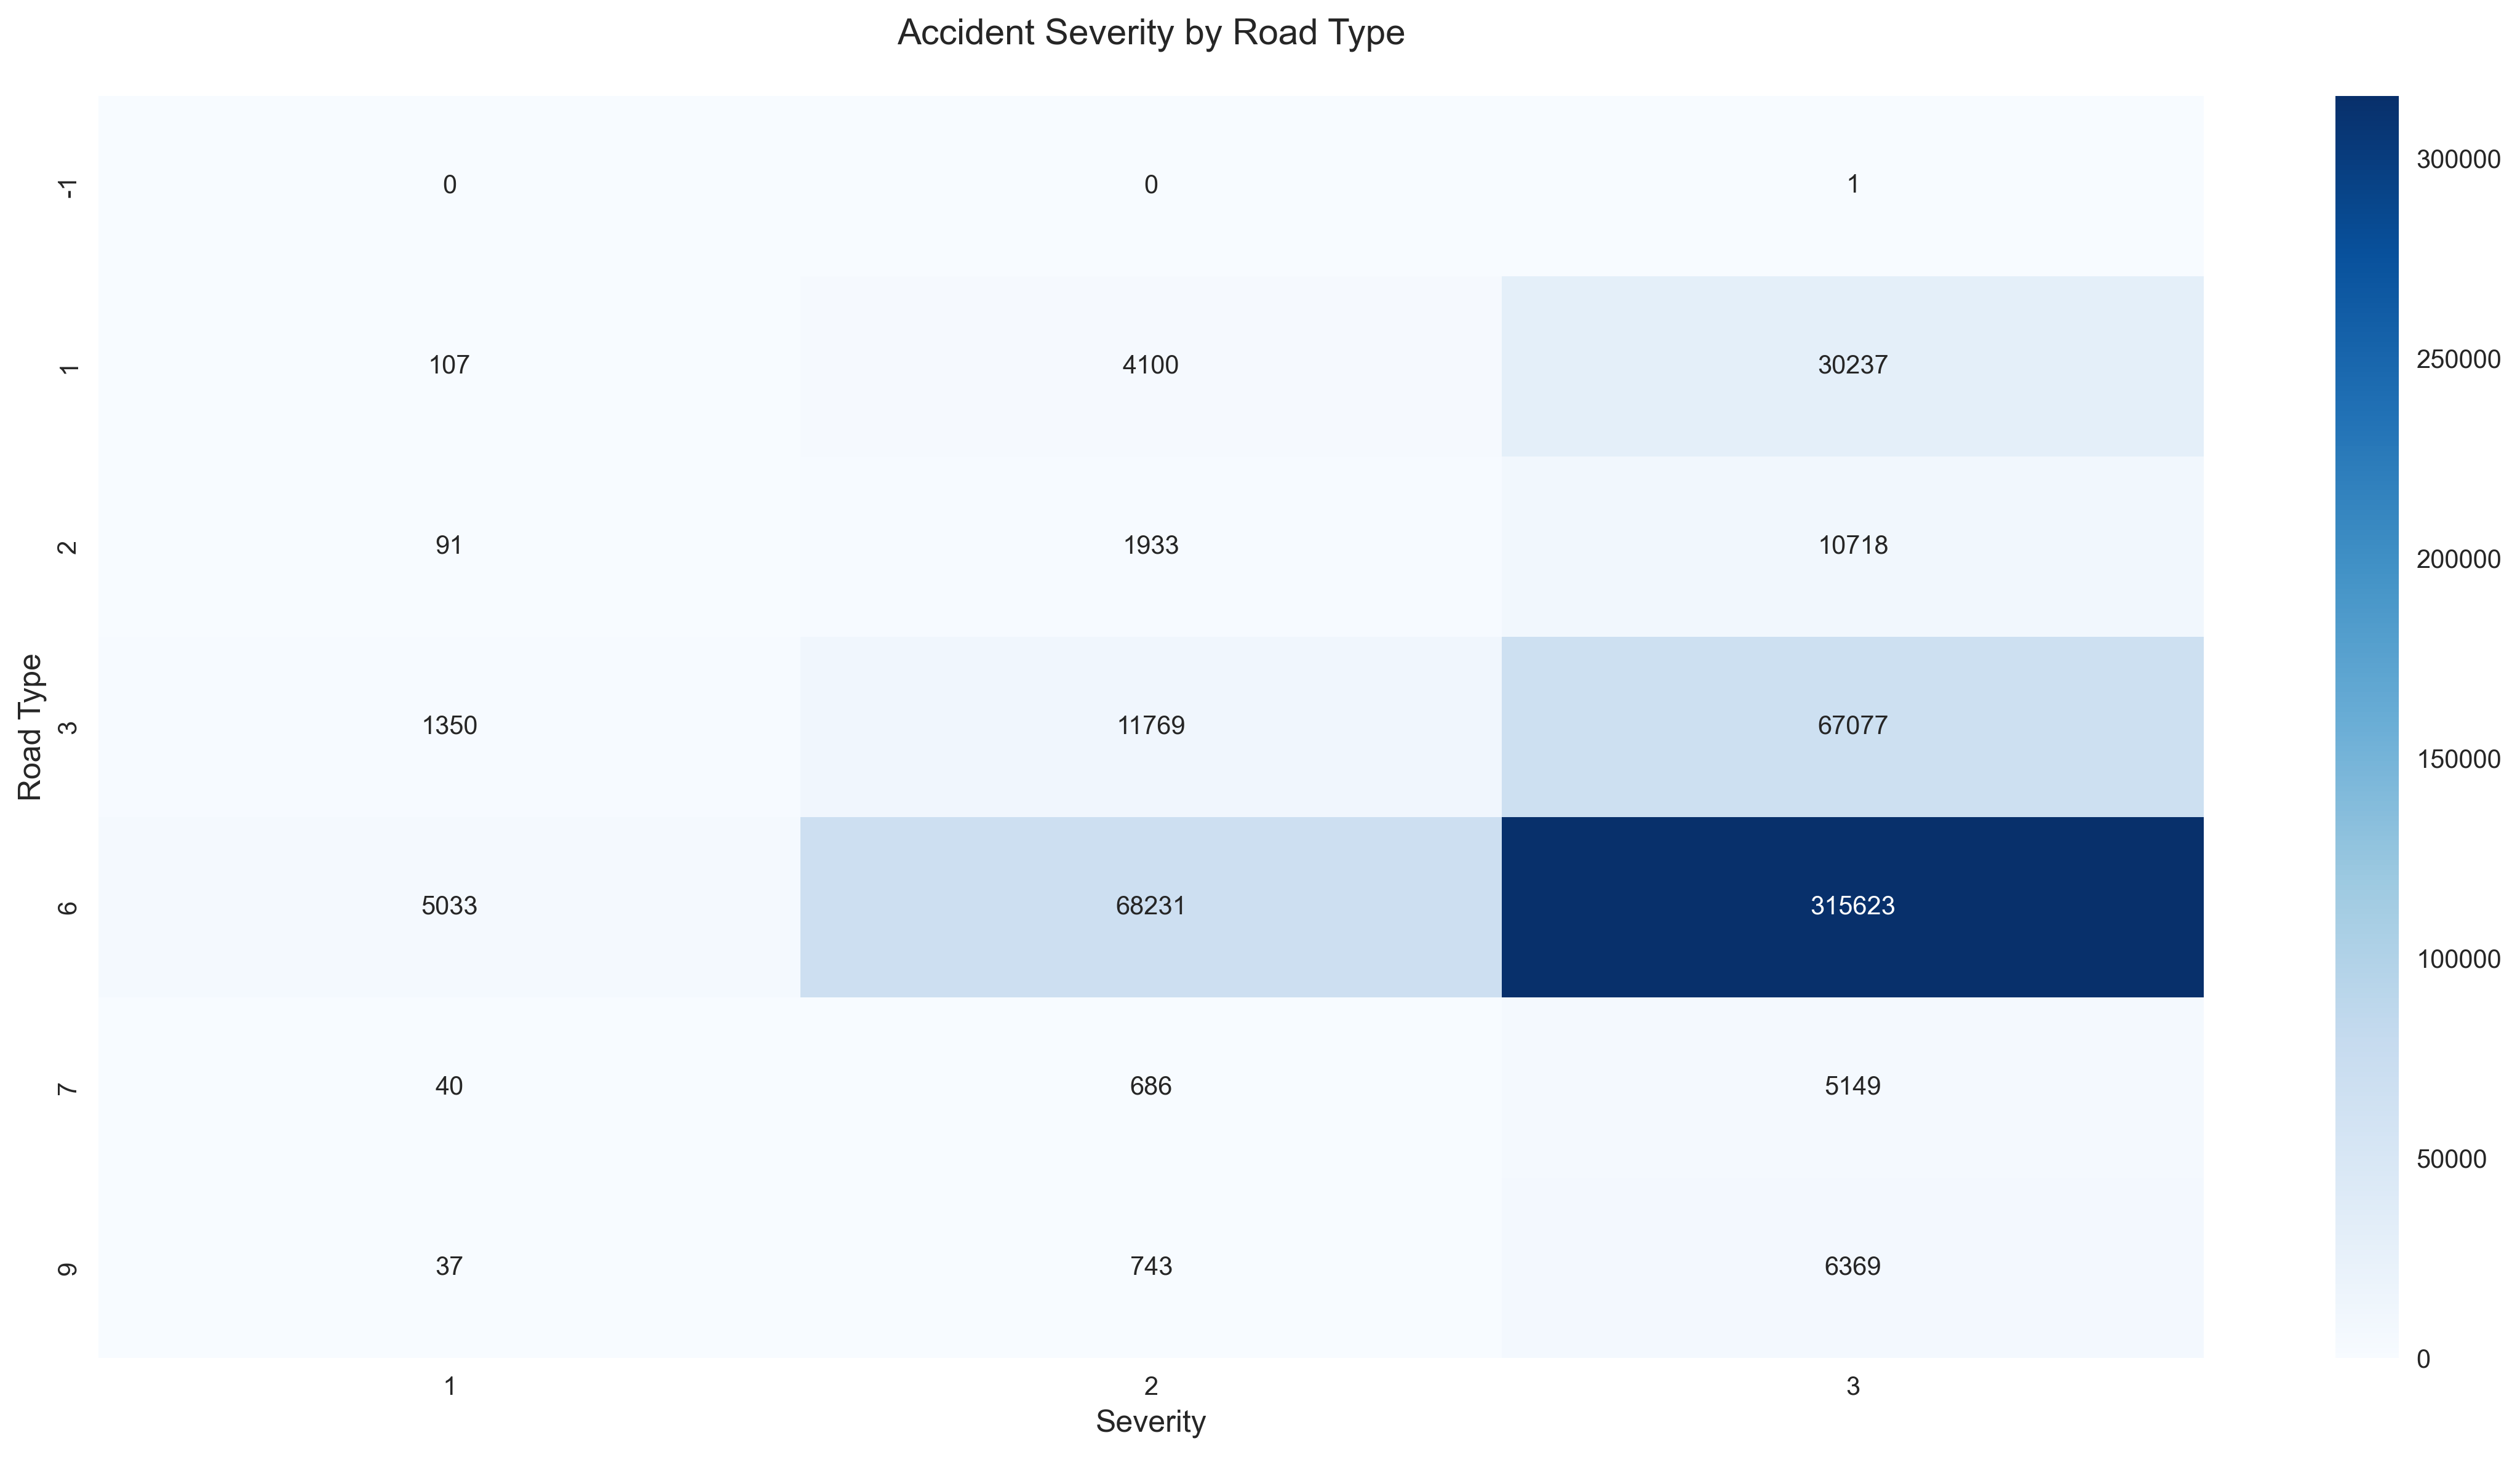 Accident Severity by Road Type
Road Type
-1 0 0 1
1 107 4100 30237
2 91 1933 10718
3 1350 11769 67077
6 5033 68231 315623
7 40 686 5149
9 37 743 6369
1 2 3
Severity
300000
250000
200000
150000
100000
50000
0